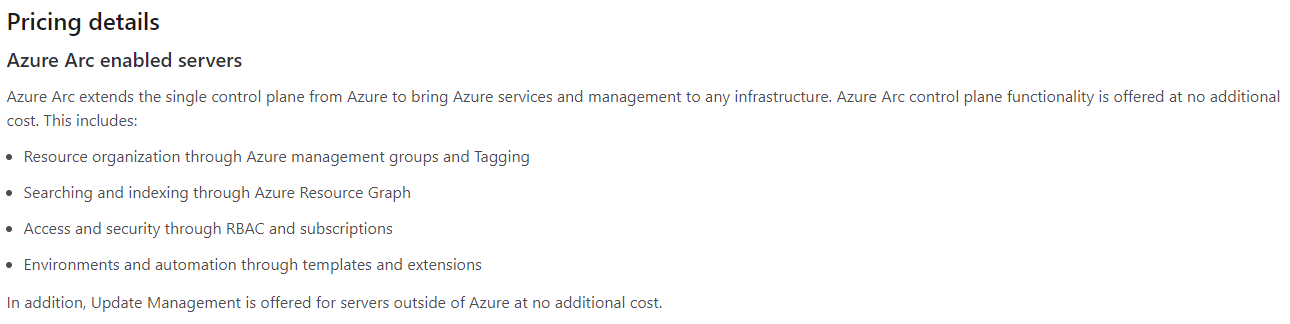 Pricing details
Azure Arc enabled servers
Azure Arc extends the single control plane from Azure to bring Azure services and management to any infrastructure. Azure Arc control plane functionality is offered at no additional
cost. This includes:
• Resource organization through Azure management groups and Tagging
• Searching and indexing through Azure Resource Graph
• Access and security through RBAC and subscriptions
• Environments and automation through templates and extensions
In addition, Update Management is offered for servers outside of Azure at no additional cost.